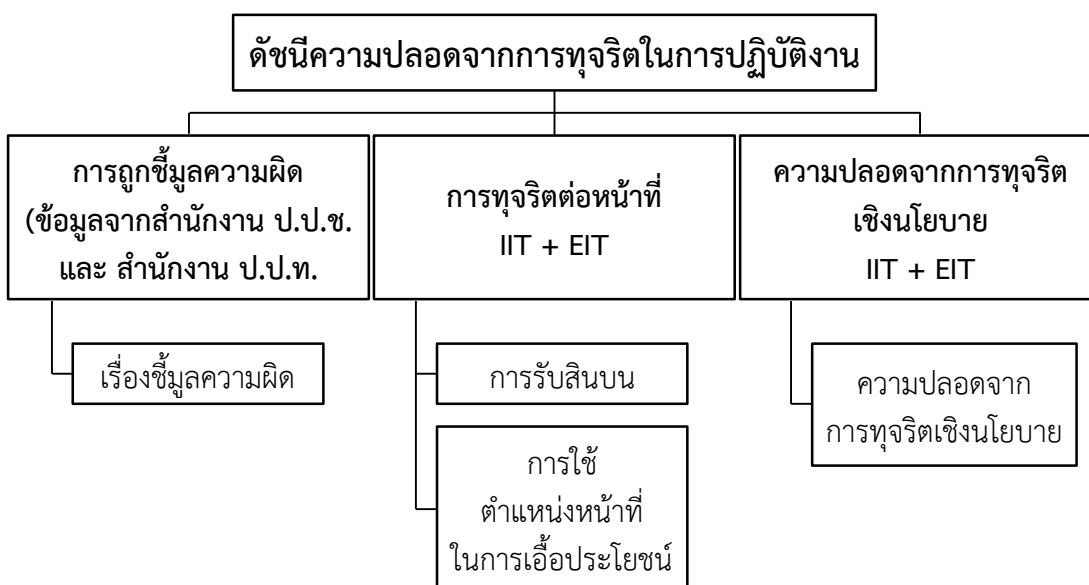 ดัชนีความปลอดจากการทุจริตในการปฏิบัติงาน
การถูกชี้มูลความผิด
(ข้อมูลจากสำนักงาน ป.ป.ช.
และ สำนักงาน ป.ป.ท.
การทุจริตต่อหน้าที่
IIT + EIT
ความปลอดจากการทุจริต
เชิงนโยบาย
IIT + EIT
เรื่องชี้มูลความผิด
การรับสินบน
การใช้
ตำแหน่งหน้าที่
ในการเอื้อประโยชน์
ความปลอดจาก
การทุจริตเชิงนโยบาย